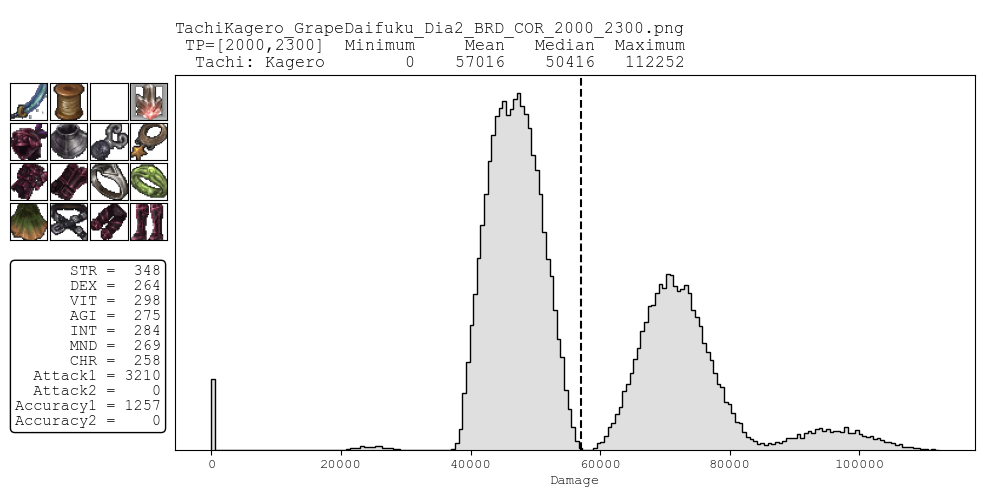 TachiKagero_GrapeDaifuku_Dia2_BRD_COR_2000_2300.png
TP=[2000,2300] Minimum Mean Median Maximum
Tachi: Kagero 0 57016 50416 112252
STR = 348
DEX = 264
VIT = 298
AGI = 275
INT = 284
MND = 269
CHR = 258
Attack1 = 3210
Attack2 = 0
Accuracy1 = 1257
Accuracy2 = 0
0 20000 40000 60000 80000 100000
Damage